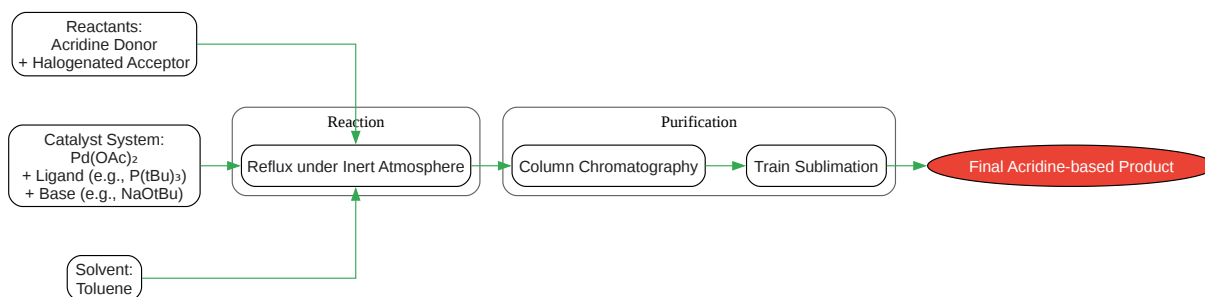 Reactants:
Acridine Donor
+ Halogenated Acceptor
Catalyst System:
Pd(OAc)₂
+ Ligand (e.g., P(tBu)₃)
+ Base (e.g., NaOtBu)
Solvent:
Toluene
Reaction
Reflux under Inert Atmosphere
Purification
Column Chromatography
Train Sublimation
Final Acridine-based Product